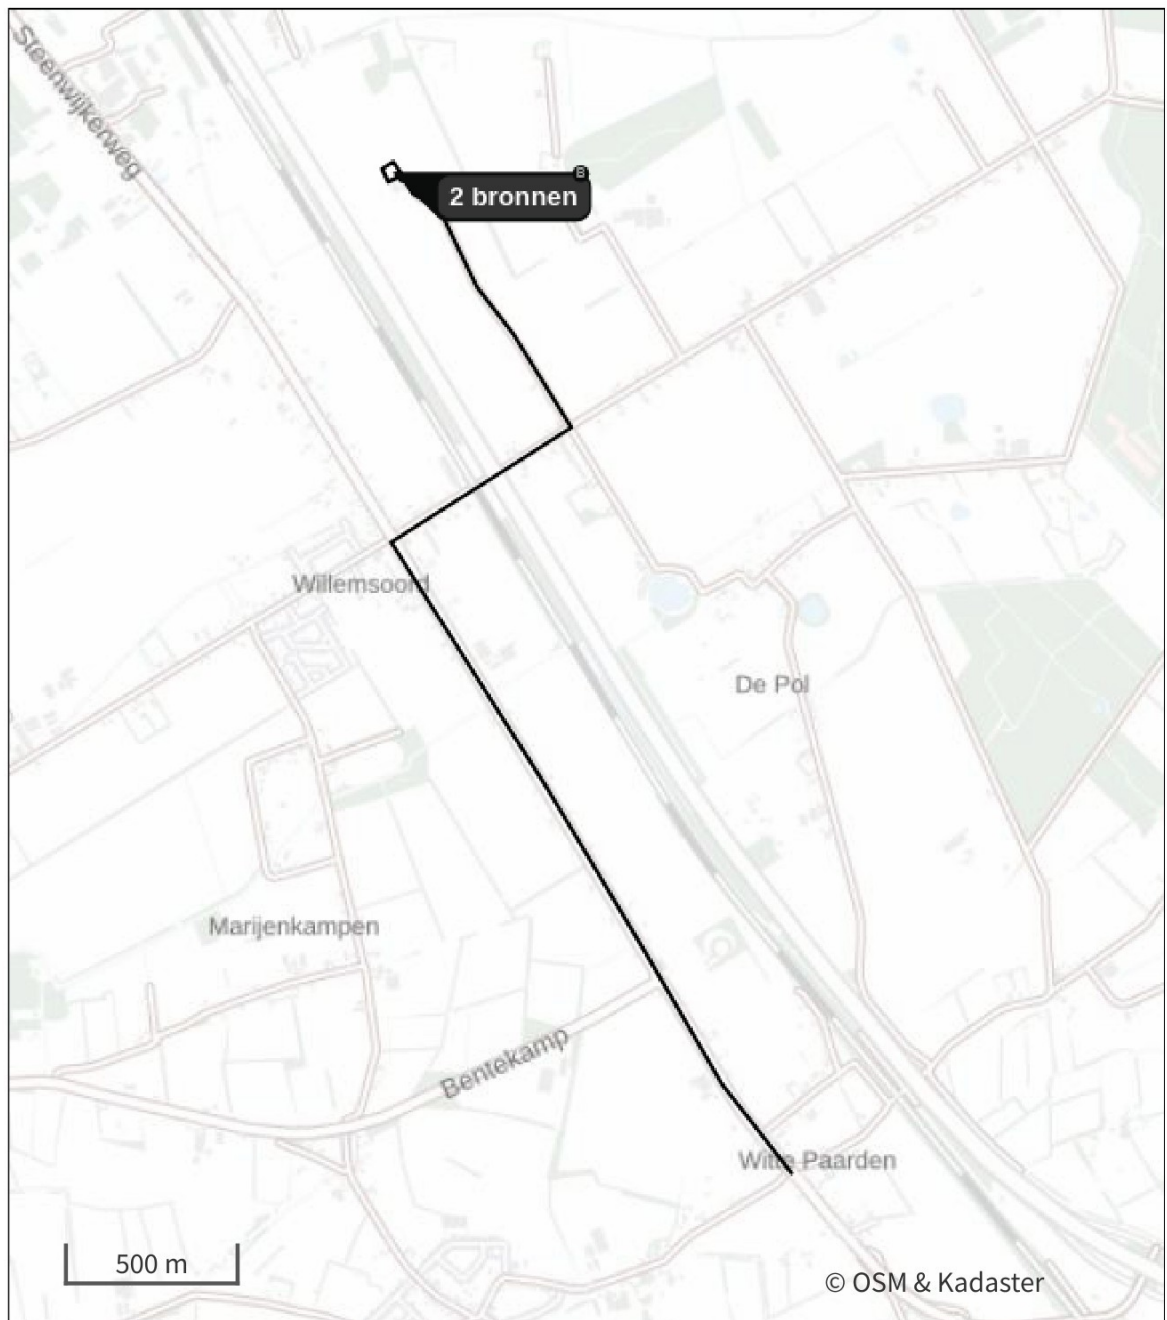 Steenwijkerweg
B
2 bronnen
Willemsoord
De Pol
Marijenkampen
Bentekamp
Witte Paarden
500 m
© OSM & Kadaster